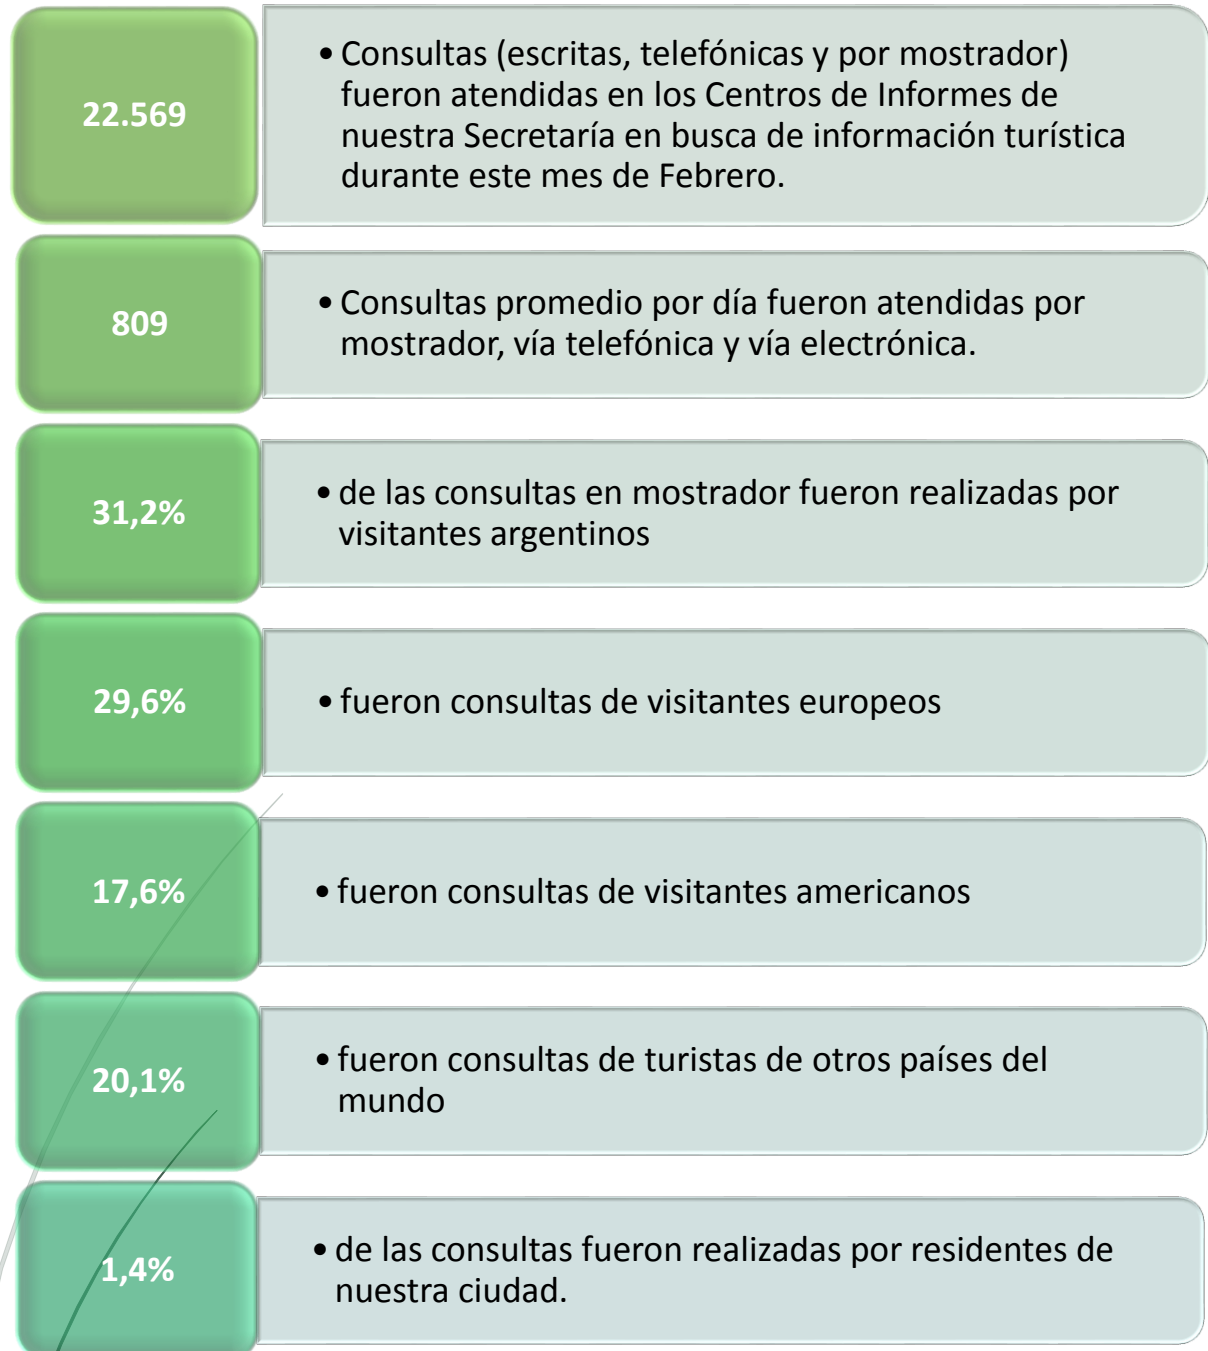 22.569
• Consultas (escritas, telefónicas y por mostrador)
fueron atendidas en los Centros de Informes de
nuestra Secretaría en busca de información turística
durante este mes de Febrero.
809
• Consultas promedio por día fueron atendidas por
mostrador, vía telefónica y vía electrónica.
31,2%
• de las consultas en mostrador fueron realizadas por
visitantes argentinos
29,6%
• fueron consultas de visitantes europeos
17,6%
• fueron consultas de visitantes americanos
20,1%
• fueron consultas de turistas de otros países del
mundo
1,4%
• de las consultas fueron realizadas por residentes de
nuestra ciudad.